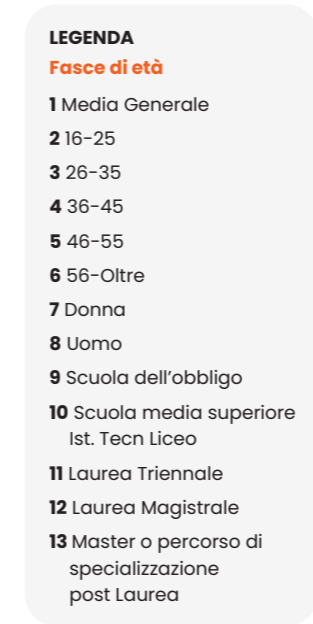 LEGENDA
Fasce di età
1 Media Generale
2 16-25
3 26-35
4 36-45
5 46-55
6 56-Oltre
7 Donna
8 Uomo
9 Scuola dell'obbligo
10 Scuola media superiore
Ist. Tecn Liceo
11 Laurea Triennale
12 Laurea Magistrale
13 Master o percorso di
specializzazione
post Laurea